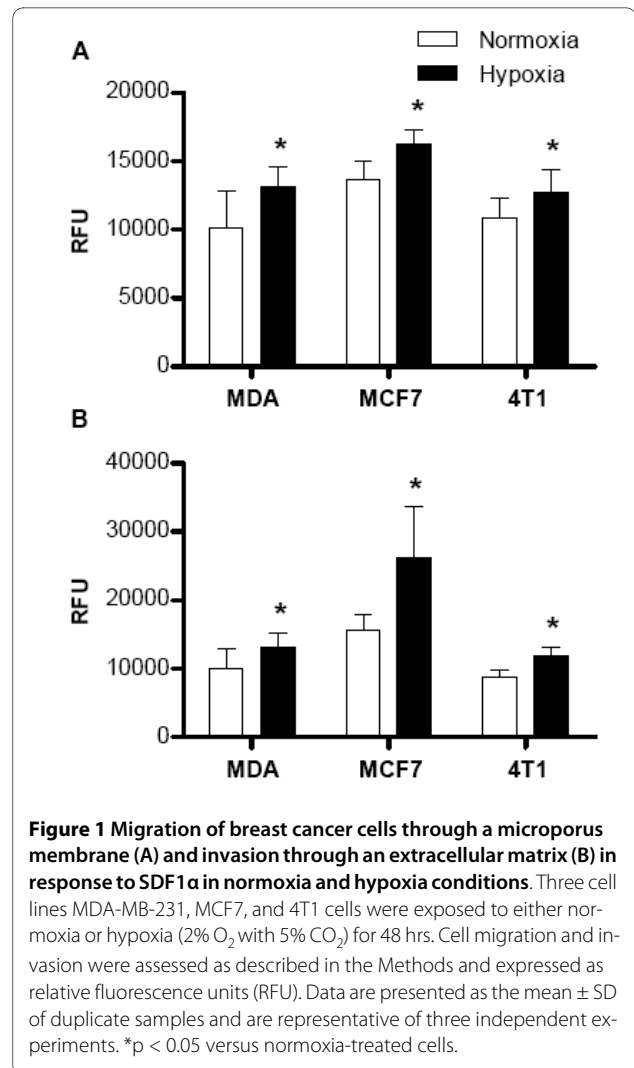 A
Normoxia
Hypoxia
20000
15000
10000
5000
0
RFU
* * *
MDA MCF7 4T1
B
40000
30000
20000
10000
0
RFU
* * *
MDA MCF7 4T1
Figure 1 Migration of breast cancer cells through a microporus
membrane (A) and invasion through an extracellular matrix (B) in
response to SDF1α in normoxia and hypoxia conditions. Three cell
lines MDA-MB-231, MCF7, and 4T1 cells were exposed to either nor-
moxia or hypoxia (2% O₂ with 5% CO₂) for 48 hrs. Cell migration and in-
vasion were assessed as described in the Methods and expressed as
relative fluorescence units (RFU). Data are presented as the mean ± SD
of duplicate samples and are representative of three independent ex-
periments. *p < 0.05 versus normoxia-treated cells.